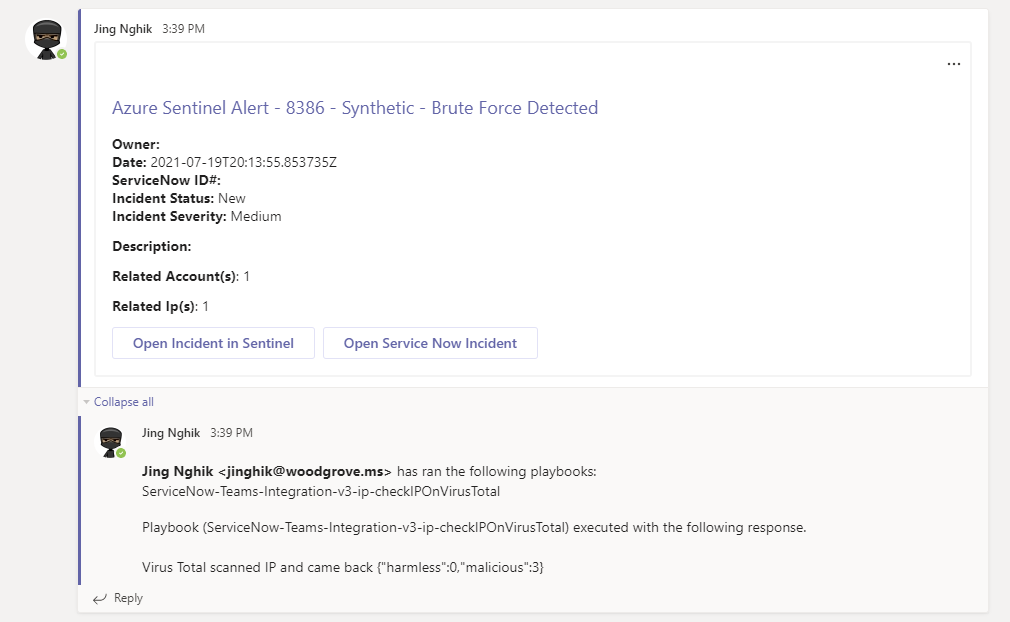 Jing Nghik 3:39 PM
...
Azure Sentinel Alert - 8386 - Synthetic - Brute Force Detected
Owner:
Date: 2021-07-19T20:13:55.853735Z
ServiceNow ID#:
Incident Status: New
Incident Severity: Medium
Description:
Related Account(s): 1
Related Ip(s): 1
Open Incident in Sentinel Open Service Now Incident
Collapse all
Jing Nghik 3:39 PM
Jing Nghik <jinghik@woodgrove.ms> has ran the following playbooks:
ServiceNow-Teams-Integration-v3-ip-checkIPOnVirusTotal
Playbook (ServiceNow-Teams-Integration-v3-ip-checkIPOnVirusTotal) executed with the following response.
Virus Total scanned IP and came back {"harmless":0,"malicious":3}
Reply